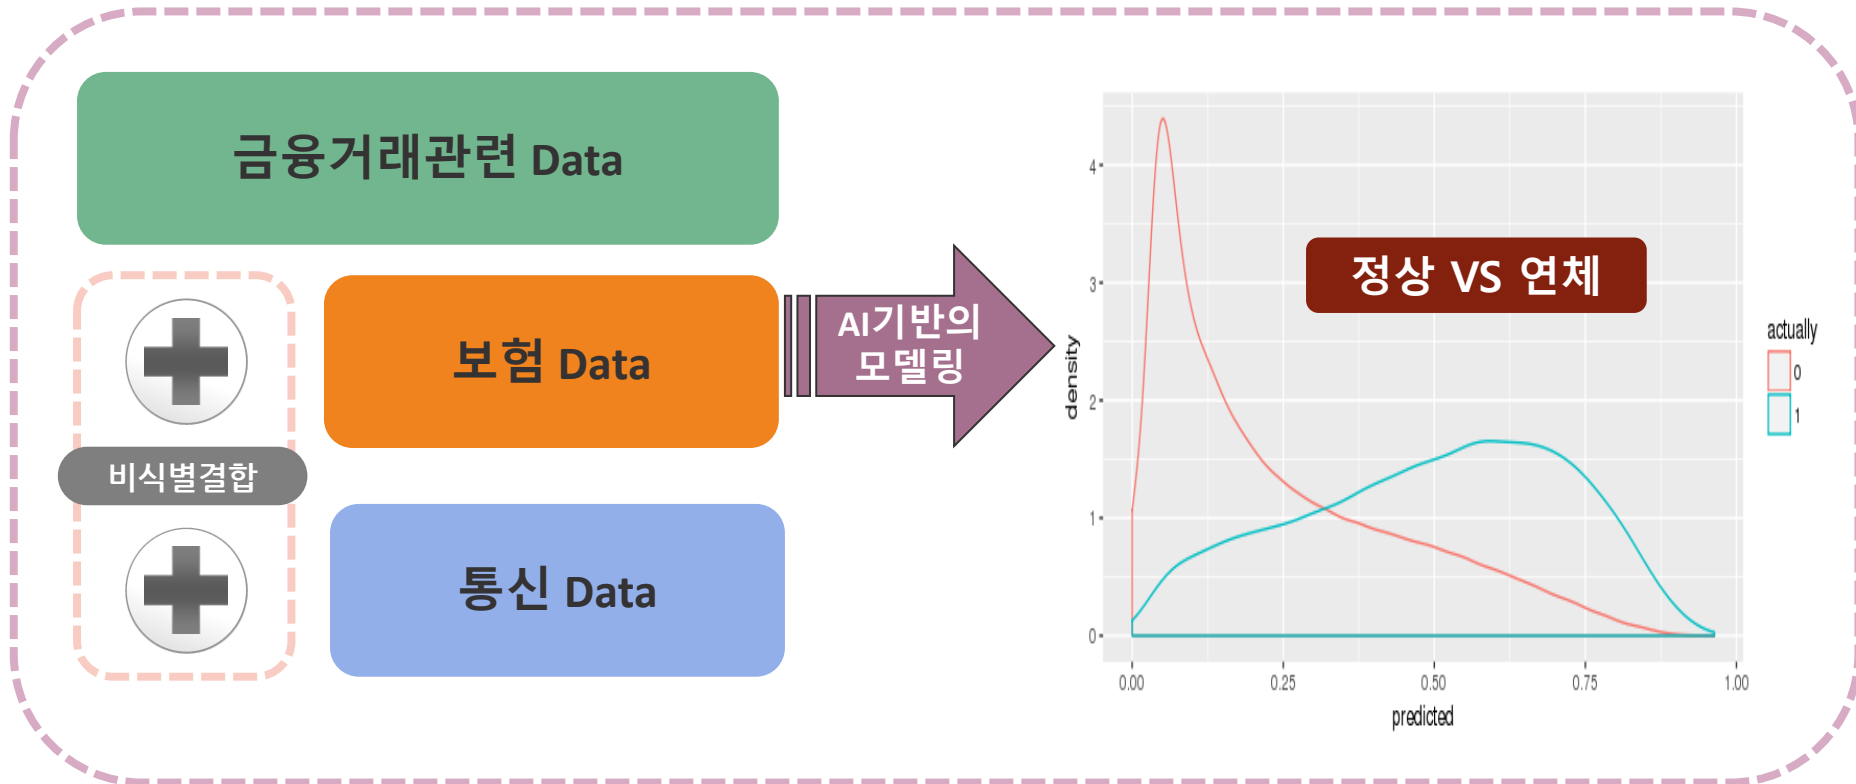 금융거래관련 Data
보험 Data
비식별결합
통신 Data
AI기반의
모델링
정상 VS 연체
density
4
3
2
1
0
0.00 0.25 0.50 0.75 1.00
predicted
actually
0
1